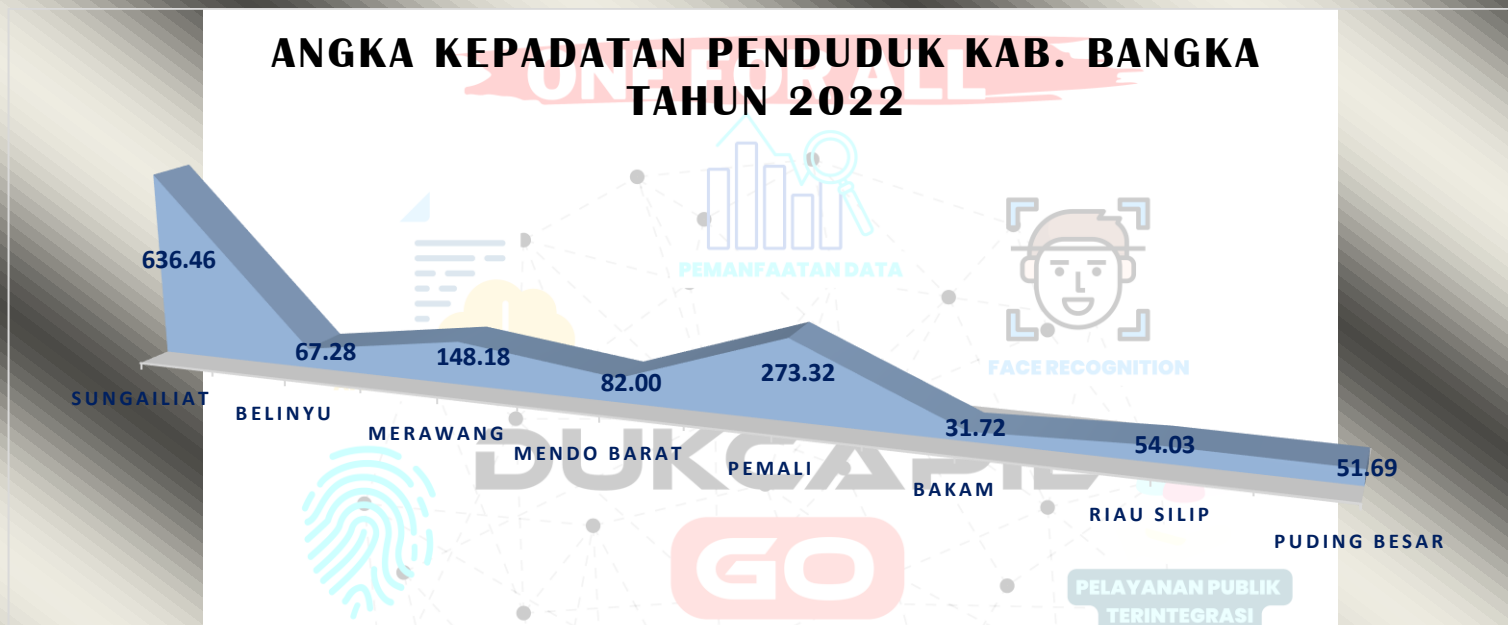 ANGKA KEPADATAN PENDUDUK KAB. BANGKA
TAHUN 2022
ONE FOR ALL
PEMANFAATAN DATA
FACE RECOGNITION
636.46
67.28
148.18
82.00
273.32
31.72
54.03
51.69
SUNGAILIAT
BELINYU
MERAWANG
MENDO BARAT
PEMALI
BAKAM
RIAU SILIP
PUDING BESAR
DUKCAPIL
GO
PELAYANAN PUBLIK
TERINTEGRASI